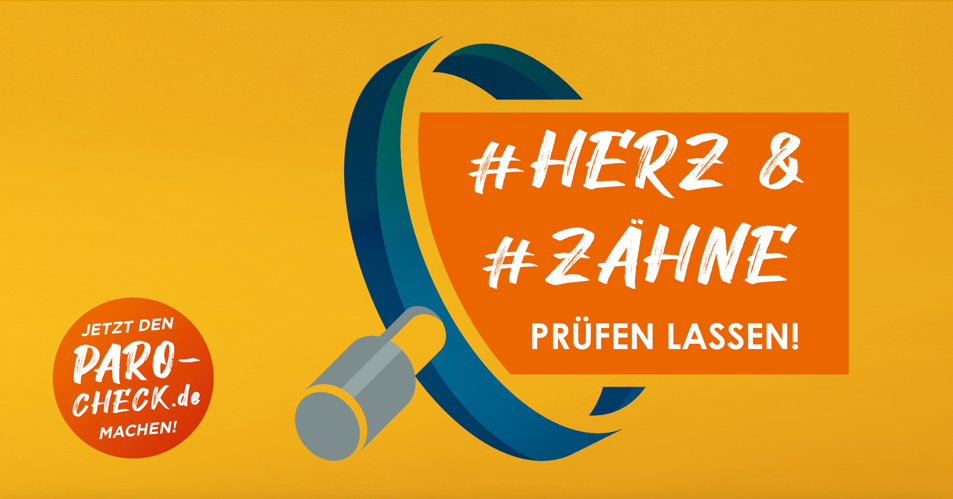 #HERZ &
#ZÄHNE
PRÜFEN LASSEN!
JETZT DEN
PARO-
CHECK.de
MACHEN!